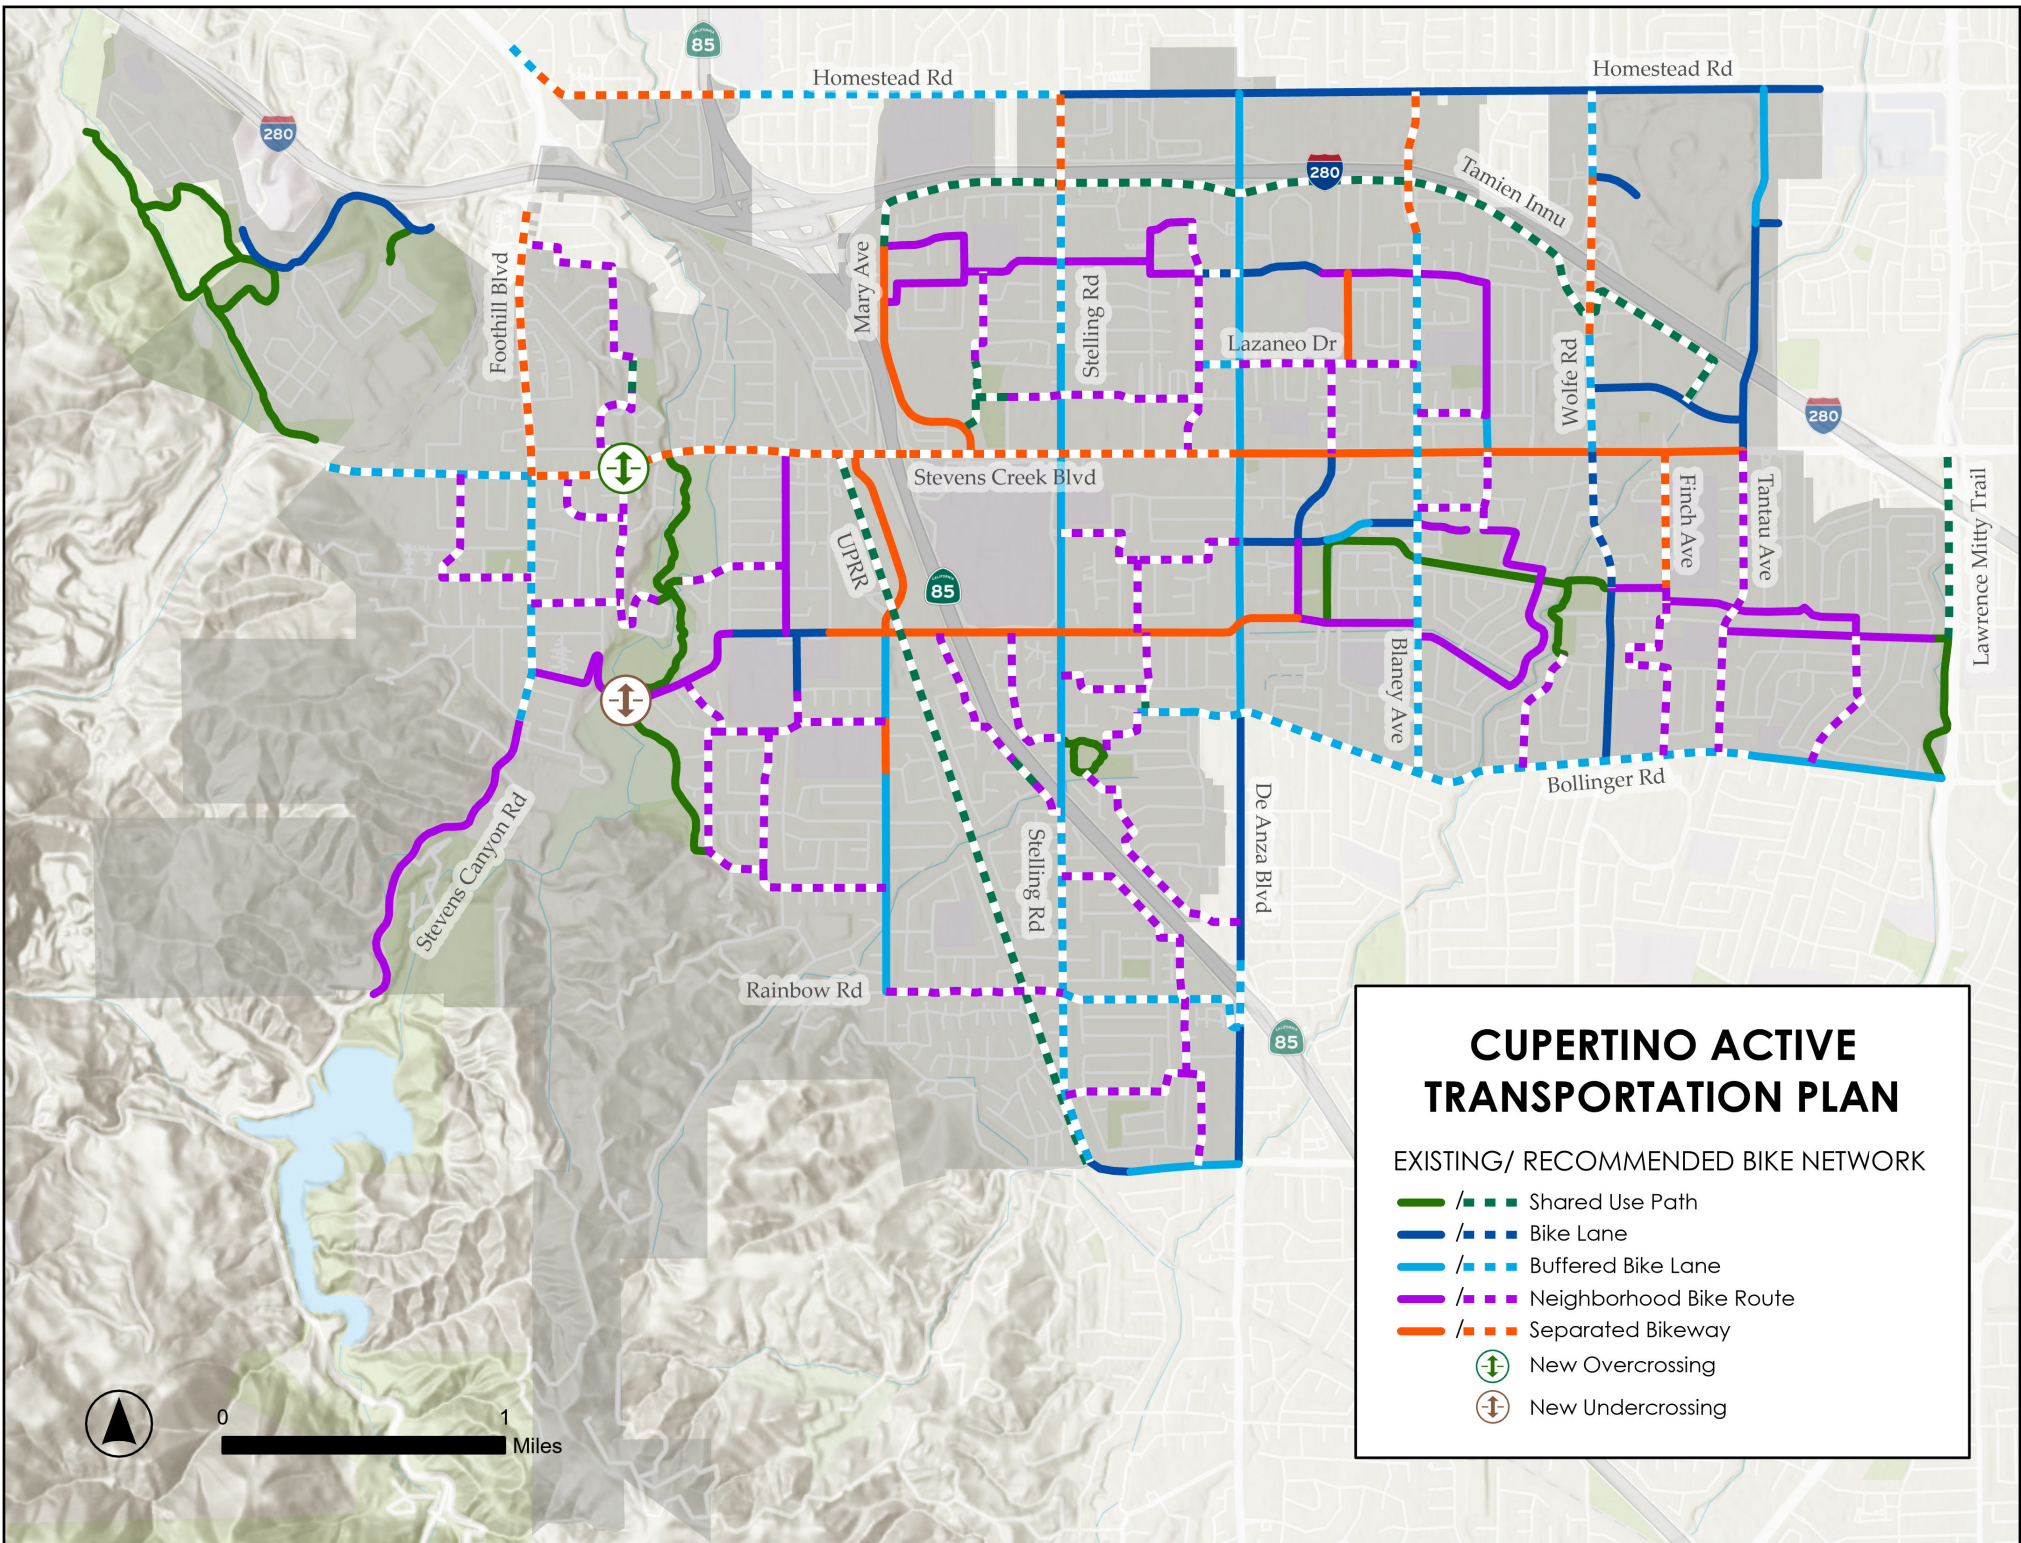 CALIFORNIA
85
Homestead Rd
Homestead Rd
280
280
Tamien Innu
Mary Ave
Foothill Blvd
Stelling Rd
Lazaneo Dr
Wolfe Rd
280
Stevens Creek Blvd
Finch Ave
Tantau Ave
Lawrence Mitty Trail
UPRR
CALIFORNIA
85
Blaney Ave
Bollinger Rd
De Anza Blvd
Stelling Rd
Stevens Canyon Rd
Rainbow Rd
CALIFORNIA
85
CUPERTINO ACTIVE
TRANSPORTATION PLAN
EXISTING/ RECOMMENDED BIKE NETWORK
/ Shared Use Path
/ Bike Lane
/ Buffered Bike Lane
/ Neighborhood Bike Route
/ Separated Bikeway
New Overcrossing
New Undercrossing
0 1
Miles